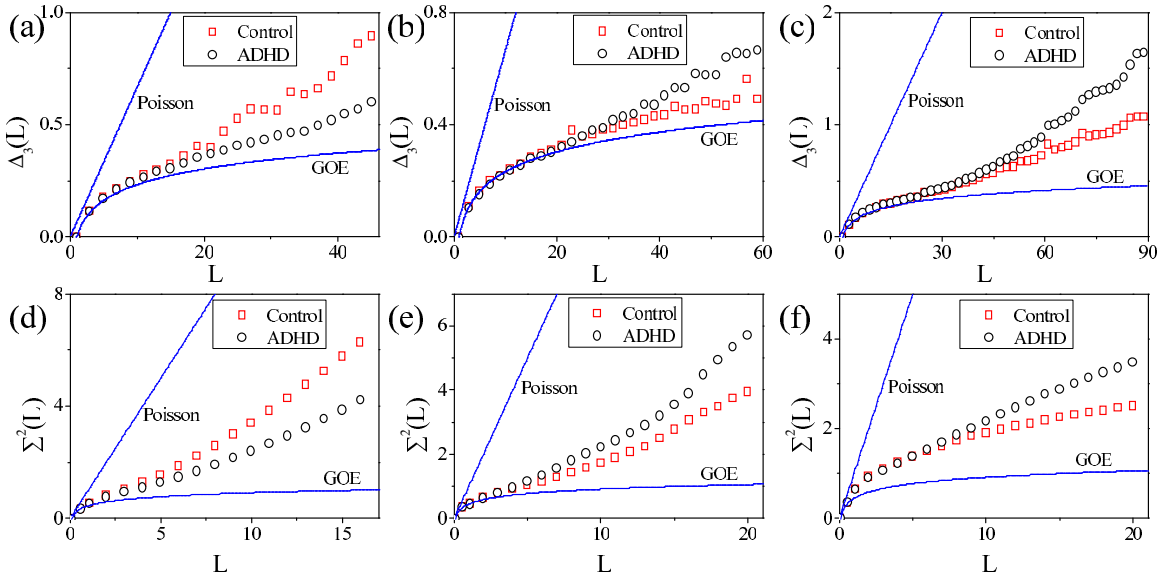 (a)
Control
ADHD
Poisson
GOE
Δ₃(L)
1.0
0.5
0.0
0
20
40
L
(b)
Control
ADHD
Poisson
GOE
Δ₃(L)
0.8
0.4
0.0
0
20
40
60
L
(c)
Control
ADHD
Poisson
GOE
Δ₃(L)
2
1
0
0
30
60
90
L
(d)
Control
ADHD
Poisson
GOE
Σ²(L)
8
4
0
0
5
10
15
L
(e)
Control
ADHD
Poisson
GOE
Σ²(L)
6
4
2
0
0
10
20
L
(f)
Control
ADHD
Poisson
GOE
Σ²(L)
4
2
0
0
10
20
L